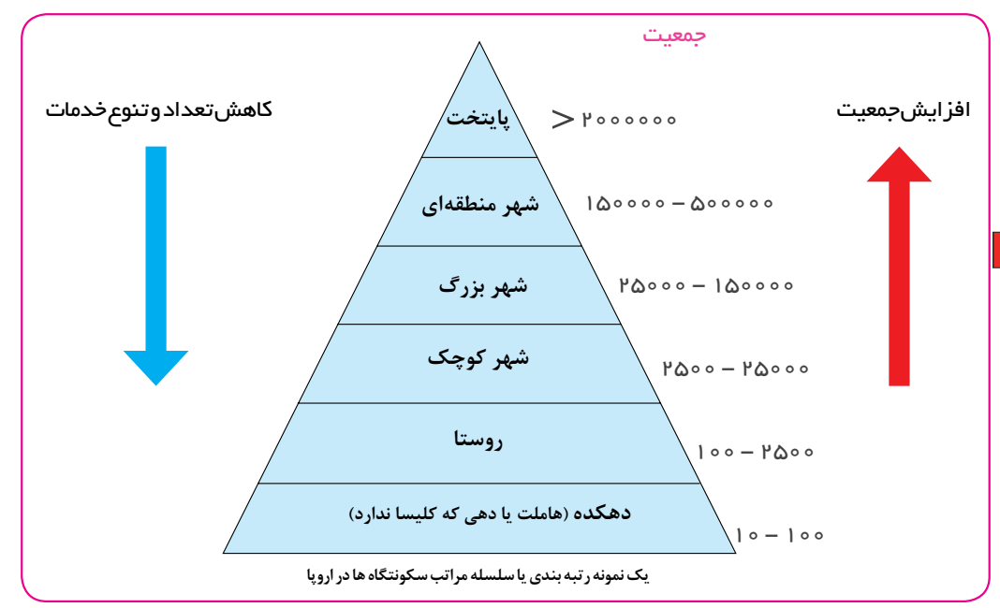 جمعیت
افزایش جمعیت
کاهش تعداد و تنوع خدمات
پایتخت
> ۲۰۰۰۰۰۰
شهر منطقه‌ای
۱۵۰۰۰۰ – ۵۰۰۰۰۰
شهر بزرگ
۲۵۰۰۰ – ۱۵۰۰۰۰
شهر کوچک
۲۵۰۰ – ۲۵۰۰۰
روستا
۱۰۰ – ۲۵۰۰
دهکده (هاملت یا دهی که کلیسا ندارد)
۱۰ – ۱۰۰
یک نمونه رتبه بندی یا سلسله مراتب سکونتگاه ها در اروپا